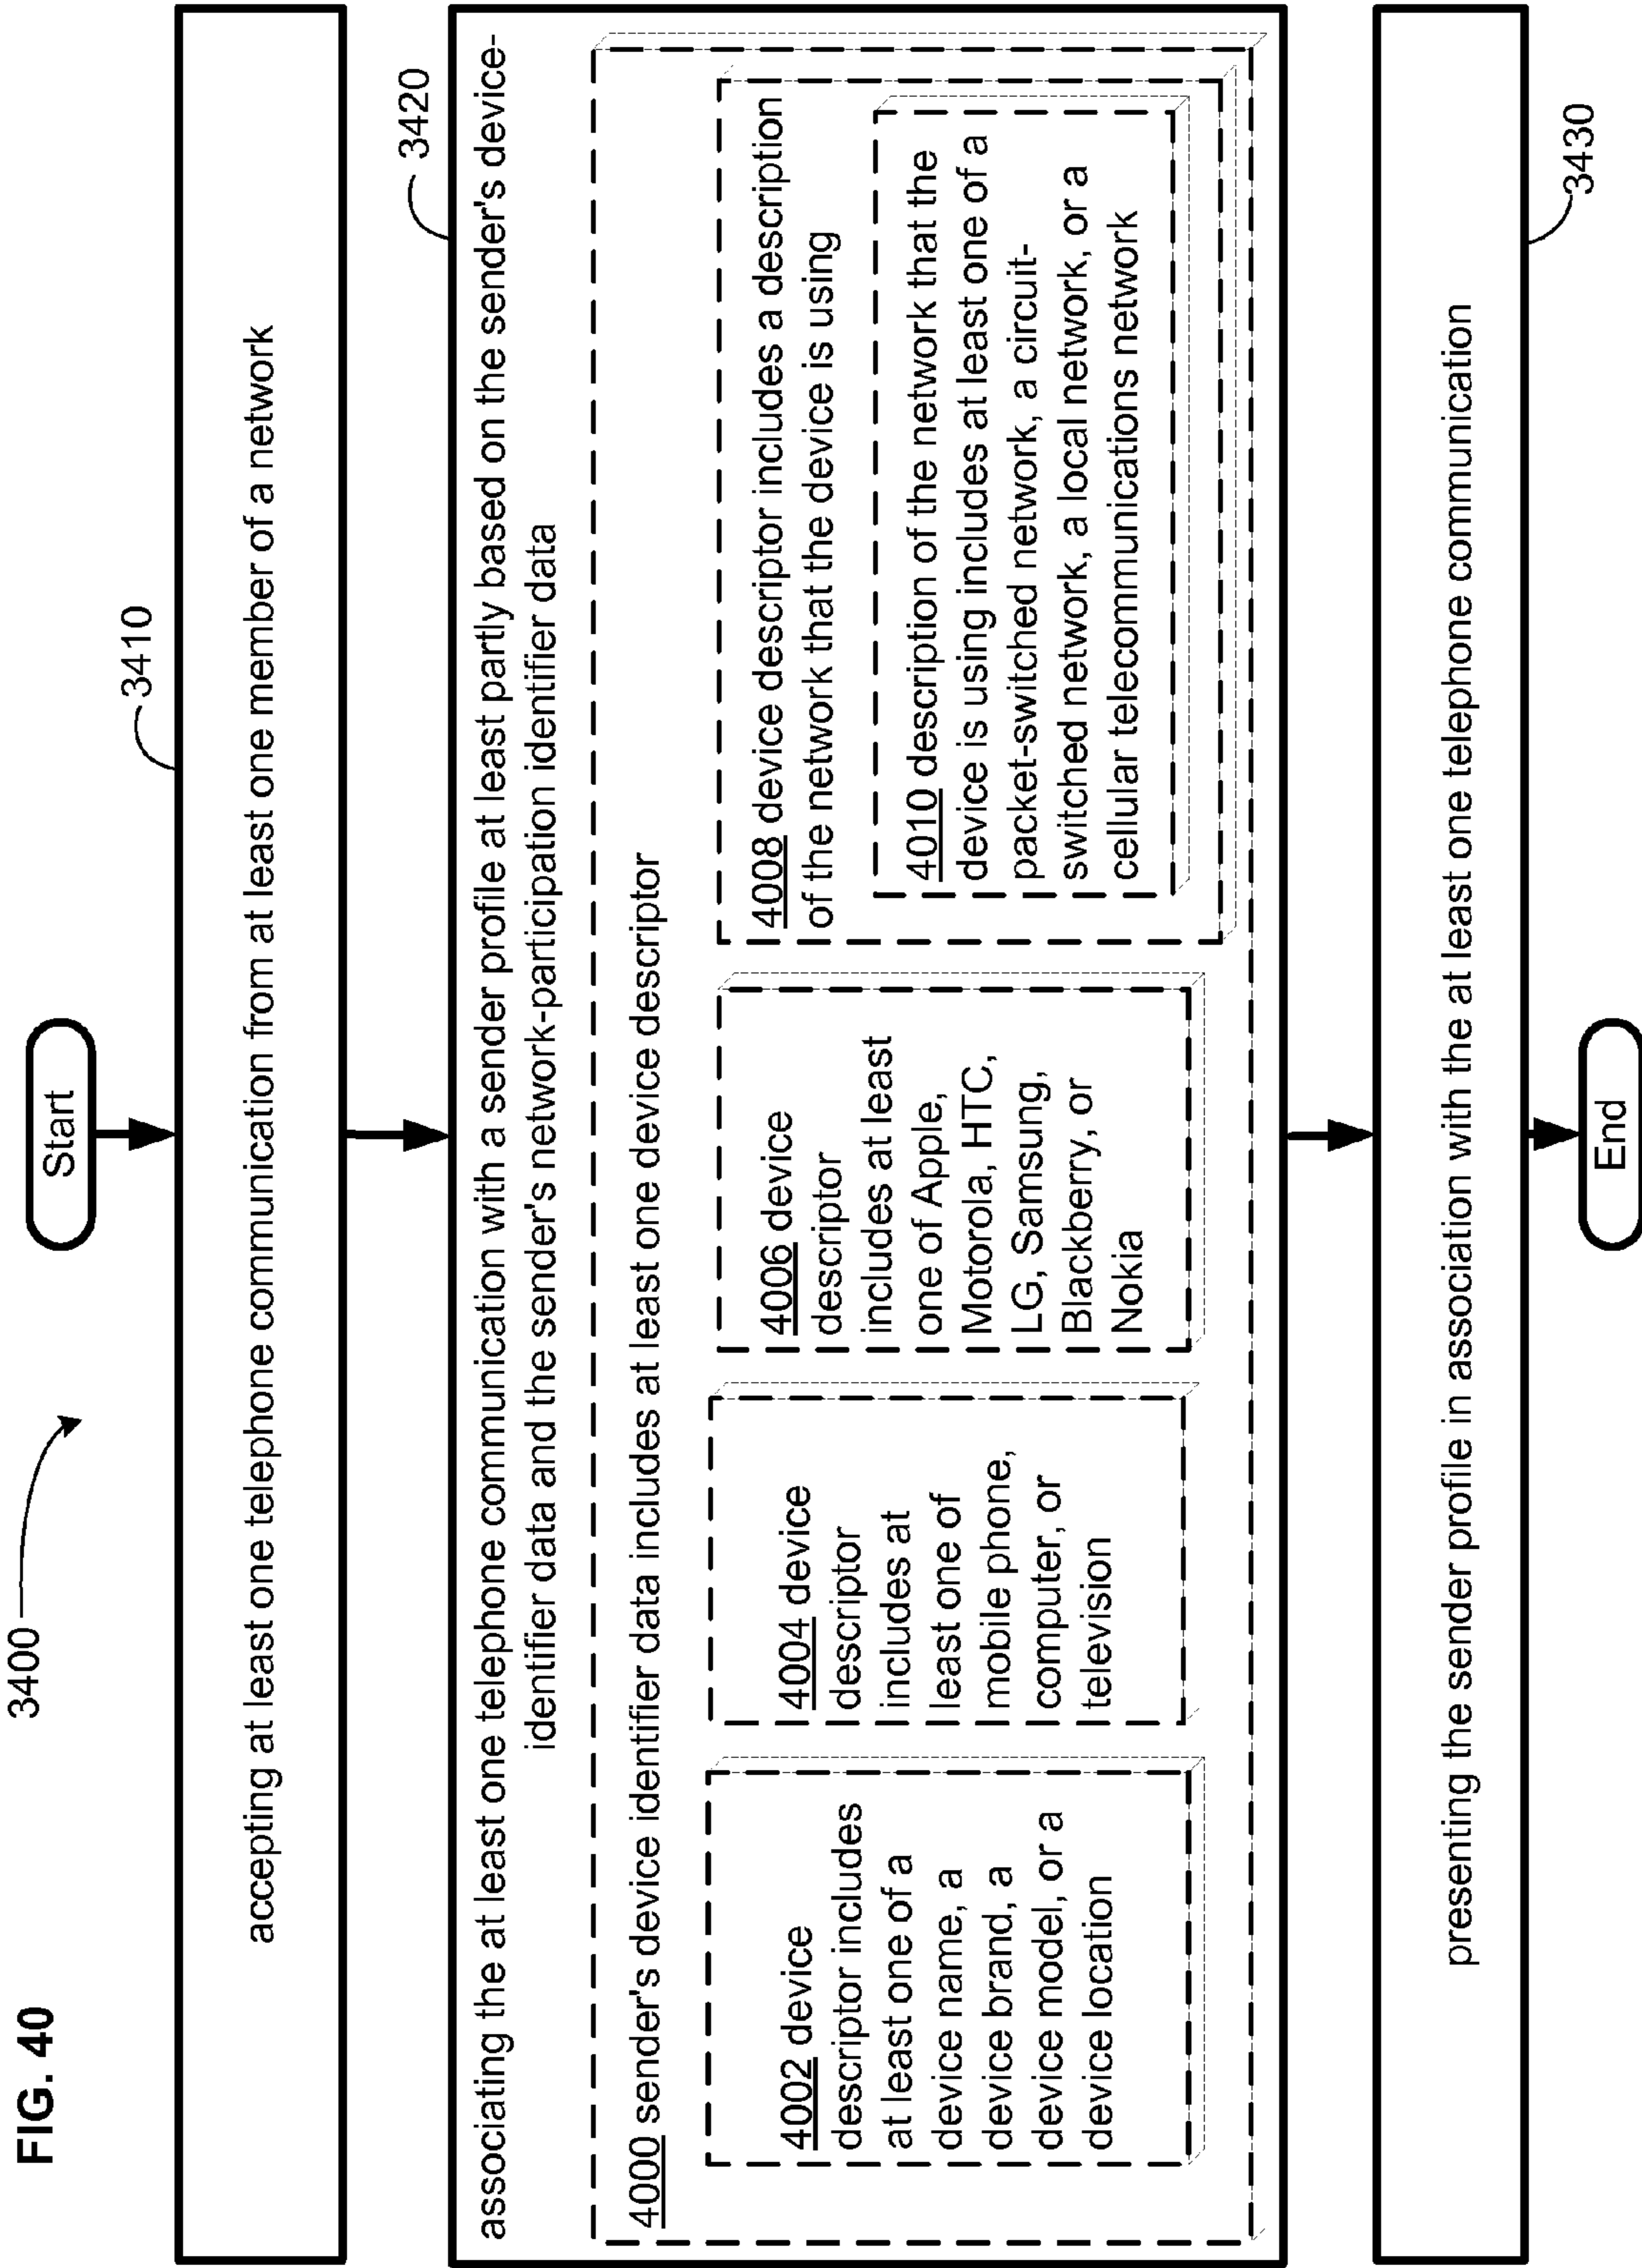 FIG. 40
3400
Start
3410
accepting at least one telephone communication from at least one member of a network
3420
associating the at least one telephone communication with a sender profile at least partly based on the sender's device-
identifier data and the sender's network-participation identifier data
4000 sender's device identifier data includes at least one device descriptor
4002 device
descriptor includes
at least one of a
device name, a
device brand, a
device model, or a
device location
4004 device
descriptor
includes at
least one of
mobile phone,
computer, or
television
4006 device
descriptor
includes at least
one of Apple,
Motorola, HTC,
LG, Samsung,
Blackberry, or
Nokia
4008 device descriptor includes a description
of the network that the device is using
4010 description of the network that the
device is using includes at least one of a
packet-switched network, a circuit-
switched network, a local network, or a
cellular telecommunications network
presenting the sender profile in association with the at least one telephone communication
3430
End